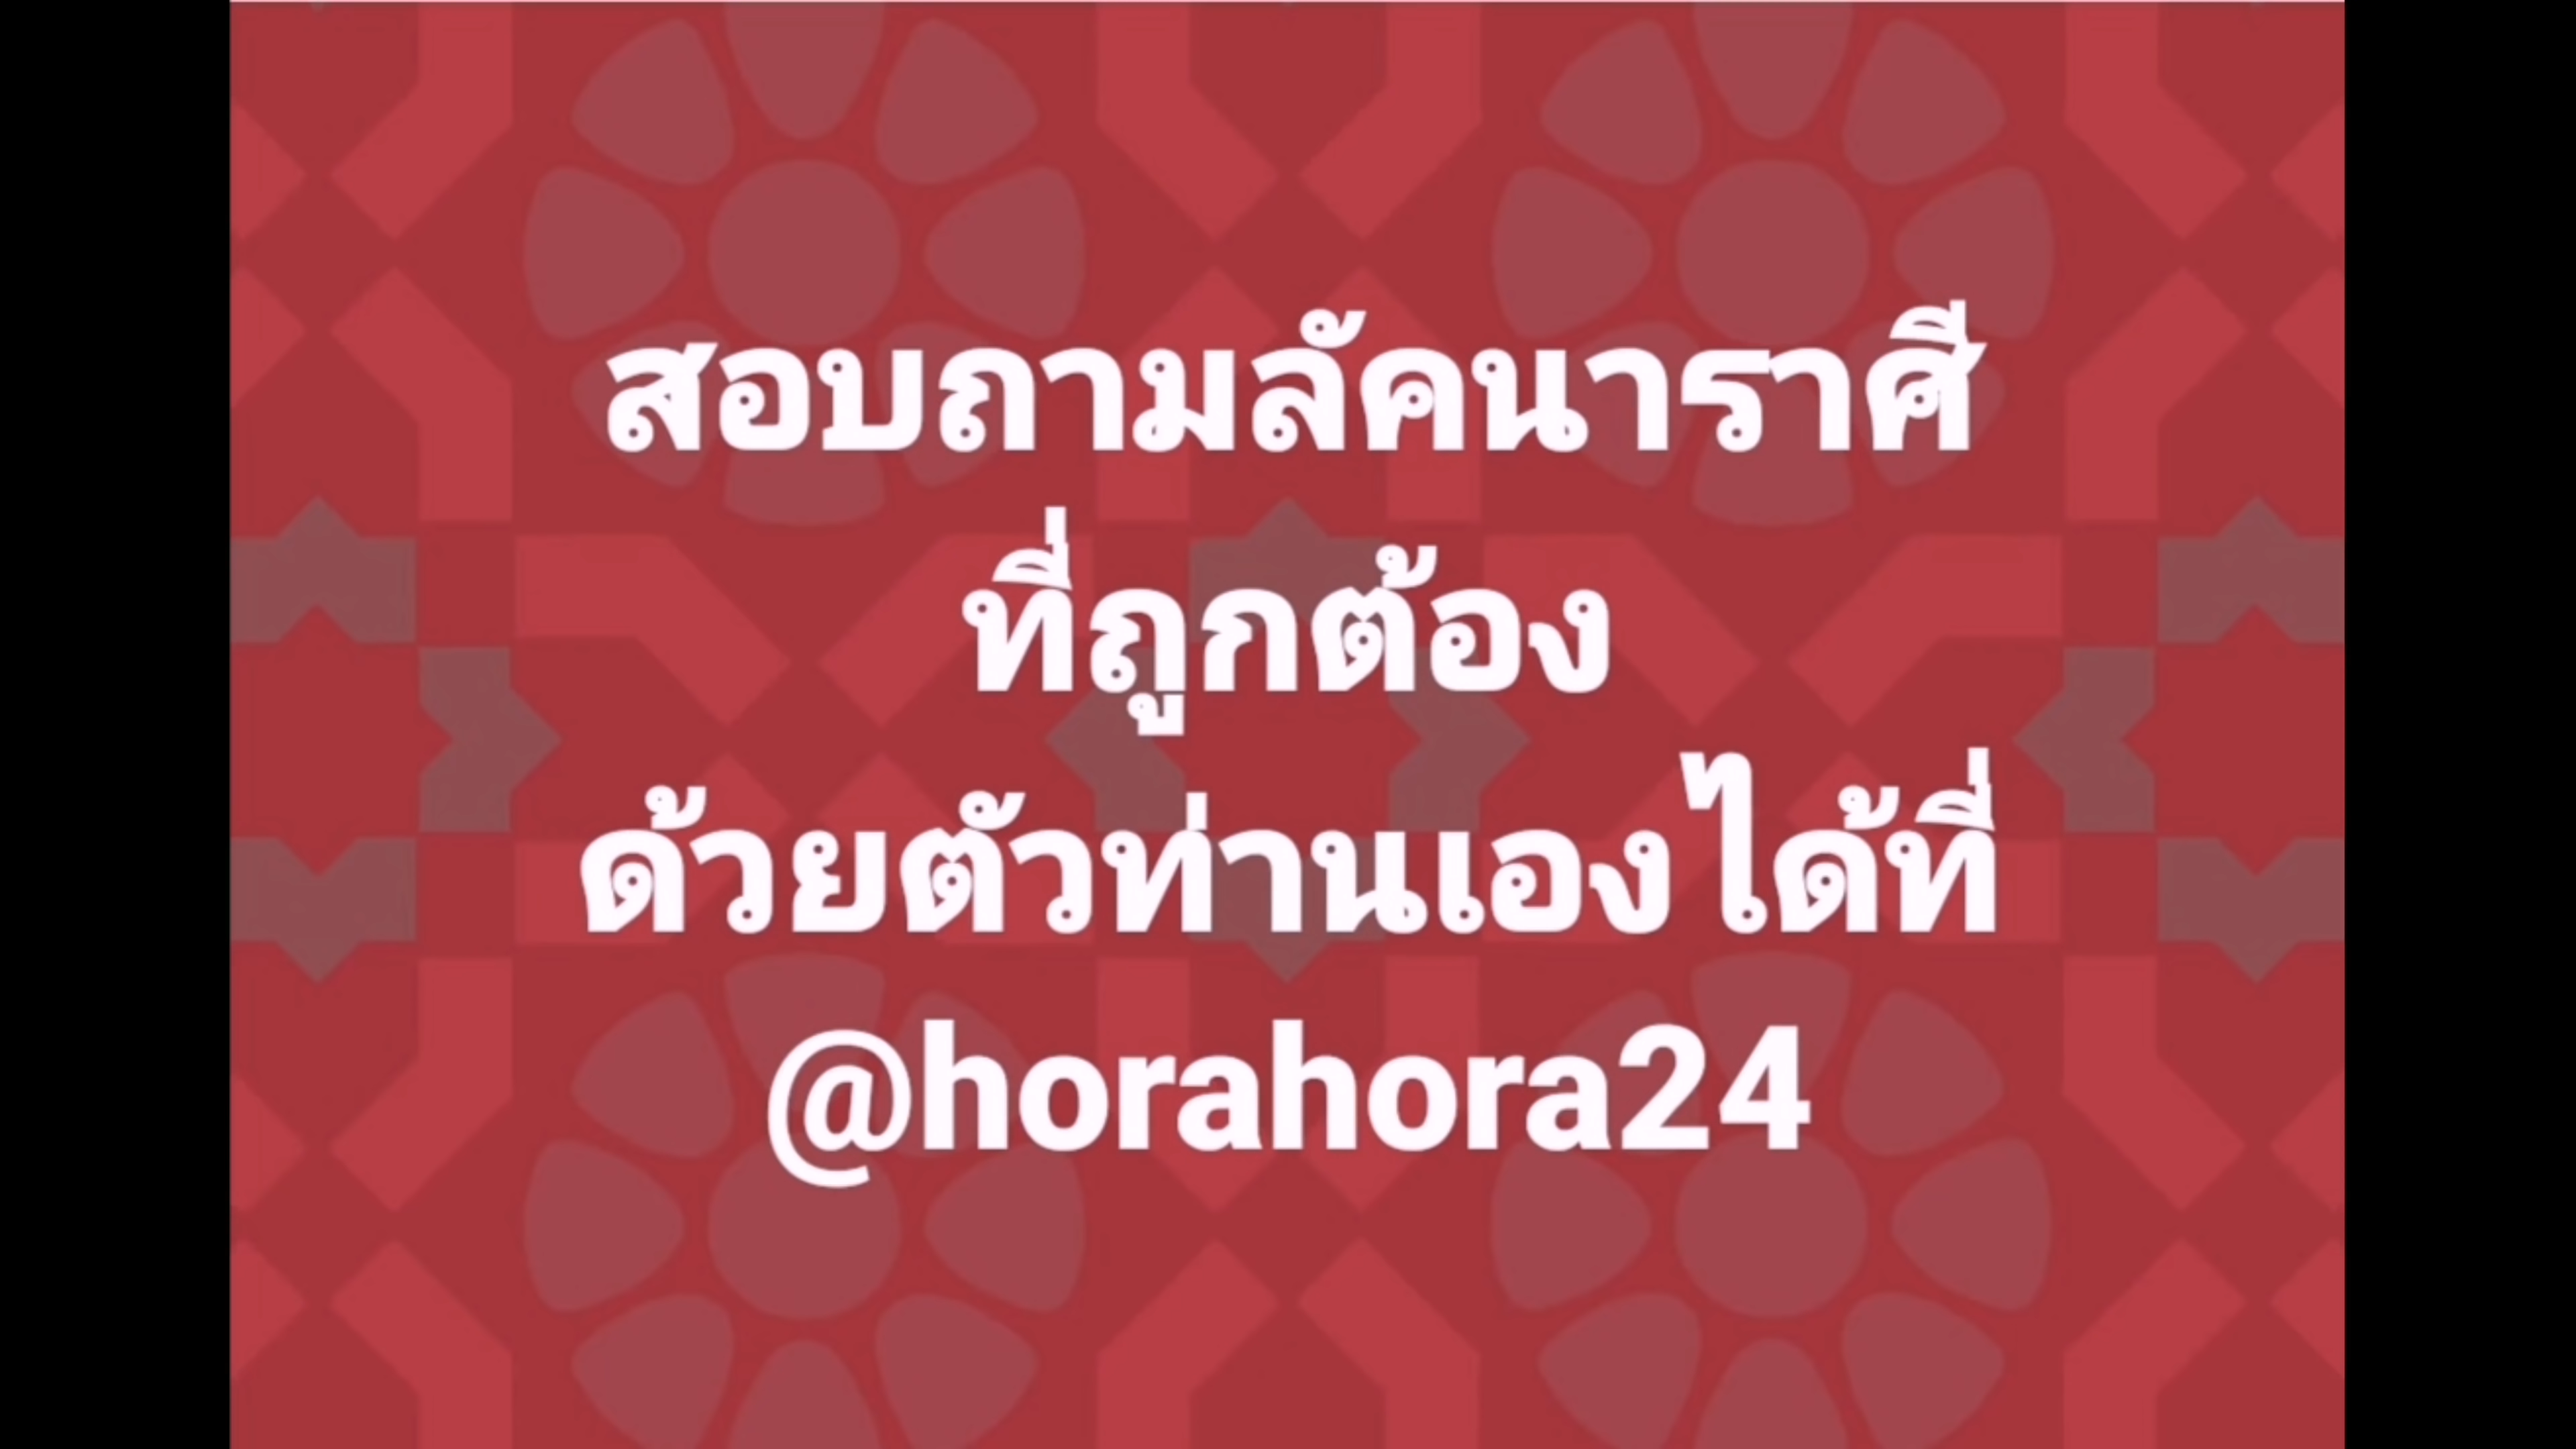 สอบถามลัคนาราศี
ที่ถูกต้อง
ด้วยตัวท่านเองได้ที่
@horahora24